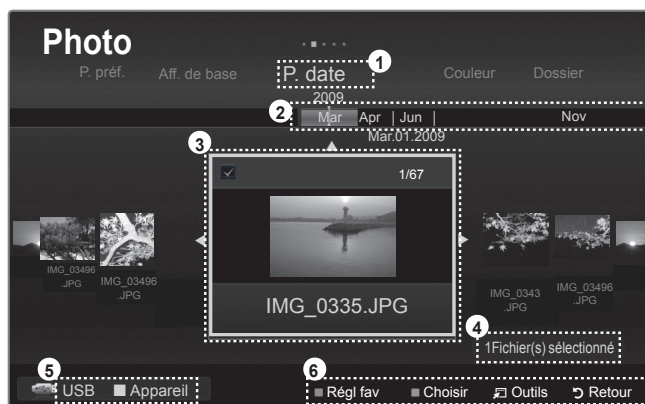 Photo
P. préf. Aff. de base P. date Couleur Dossier
1
2009
2
Mar Apr Jun Nov
Mar.01.2009
3
1/67
IMG_03496
.JPG
IMG_03496
.JPG
IMG_0335.JPG
IMG_0343
.JPG
IMG_03496
.JPG
4
1Fichier(s) sélectionné
5
6
USB Appareil Régl fav Choisir Outils Retour